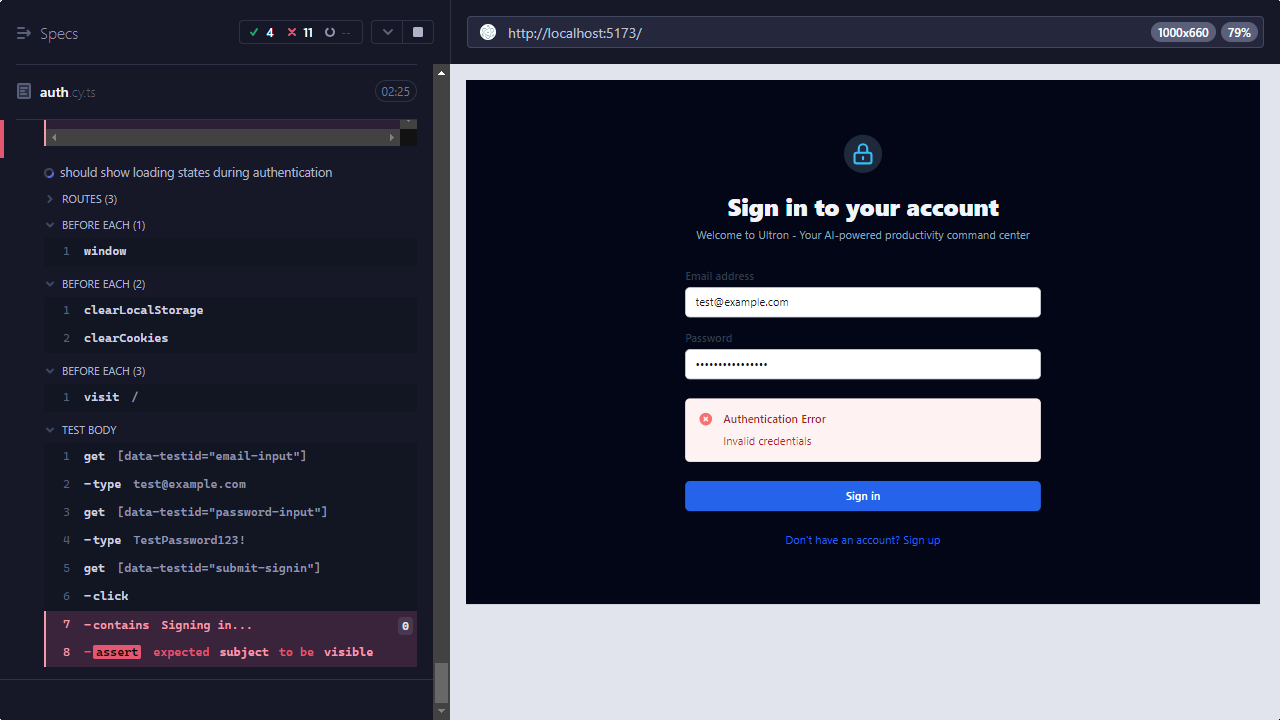 Specs
4
11
--
auth.cy.ts
02:25
should show loading states during authentication
ROUTES (3)
BEFORE EACH (1)
1 window
BEFORE EACH (2)
1 clearLocalStorage
2 clearCookies
BEFORE EACH (3)
1 visit /
TEST BODY
1 get [data-testid="email-input"]
2 -type test@example.com
3 get [data-testid="password-input"]
4 -type TestPassword123!
5 get [data-testid="submit-signin"]
6 -click
7 -contains Signing in... 0
8 -assert expected subject to be visible
http://localhost:5173/
1000x660
79%
Sign in to your account
Welcome to Ultron - Your AI-powered productivity command center
Email address
test@example.com
Password
••••••••••••••••
Authentication Error
Invalid credentials
Sign in
Don't have an account? Sign up